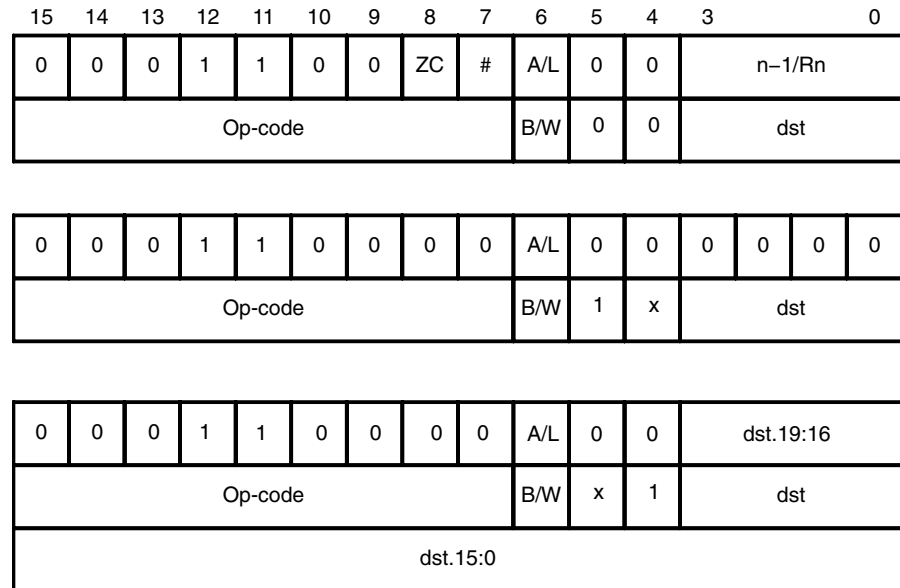 15 14 13 12 11 10 9 8 7 6 5 4 3 0
0 0 0 1 1 0 0 ZC # A/L 0 0 n−1/Rn
Op-code B/W 0 0 dst
0 0 0 1 1 0 0 0 0 A/L 0 0 0 0 0 0
Op-code B/W 1 x dst
0 0 0 1 1 0 0 0 0 A/L 0 0 dst.19:16
Op-code B/W x 1 dst
dst.15:0